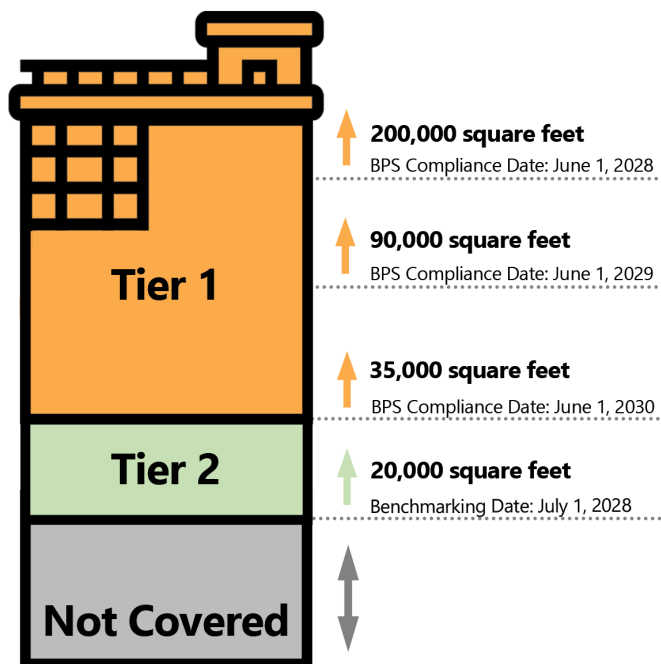 200,000 square feet
BPS Compliance Date: June 1, 2028
90,000 square feet
BPS Compliance Date: June 1, 2029
Tier 1
35,000 square feet
BPS Compliance Date: June 1, 2030
Tier 2
20,000 square feet
Benchmarking Date: July 1, 2028
Not Covered